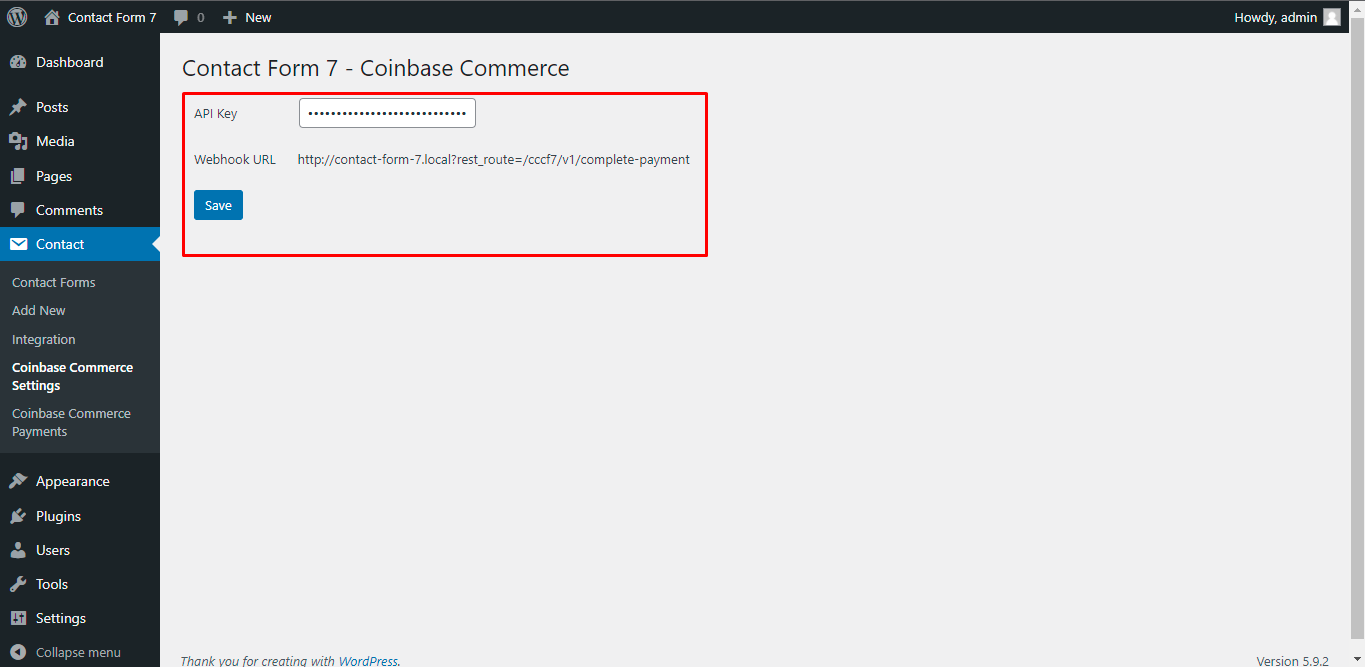 Contact Form 7 0 New Howdy, admin
Dashboard
Posts
Media
Pages
Comments
Contact
Contact Forms
Add New
Integration
Coinbase Commerce
Settings
Coinbase Commerce
Payments
Appearance
Plugins
Users
Tools
Settings
Collapse menu
Contact Form 7 - Coinbase Commerce
API Key ••••••••••••••••••••••••••••
Webhook URL http://contact-form-7.local?rest_route=/cccf7/v1/complete-payment
Save
Thank you for creating with WordPress. Version 5.9.2